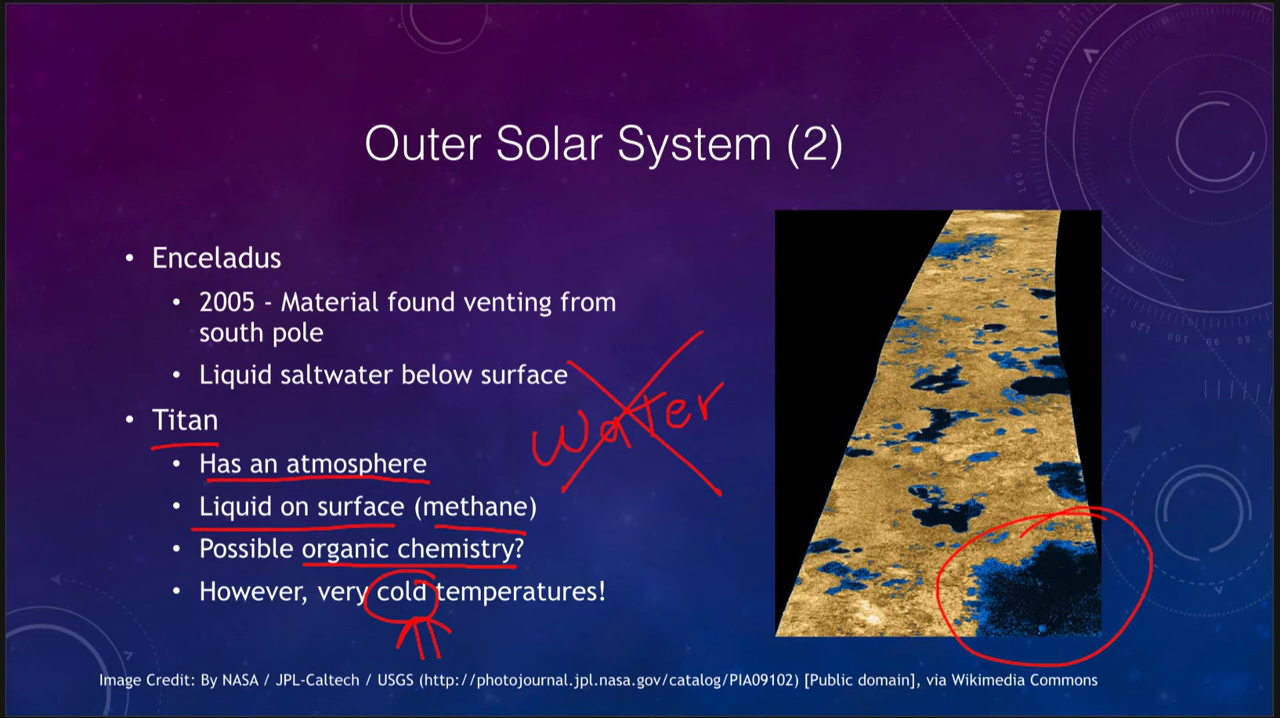 Outer Solar System (2)
• Enceladus
• 2005 - Material found venting from
south pole
• Liquid saltwater below surface
Water
• Titan
• Has an atmosphere
• Liquid on surface (methane)
• Possible organic chemistry?
• However, very cold temperatures!
Image Credit: By NASA / JPL-Caltech / USGS (http://photojournal.jpl.nasa.gov/catalog/PIA09102) [Public domain], via Wikimedia Commons